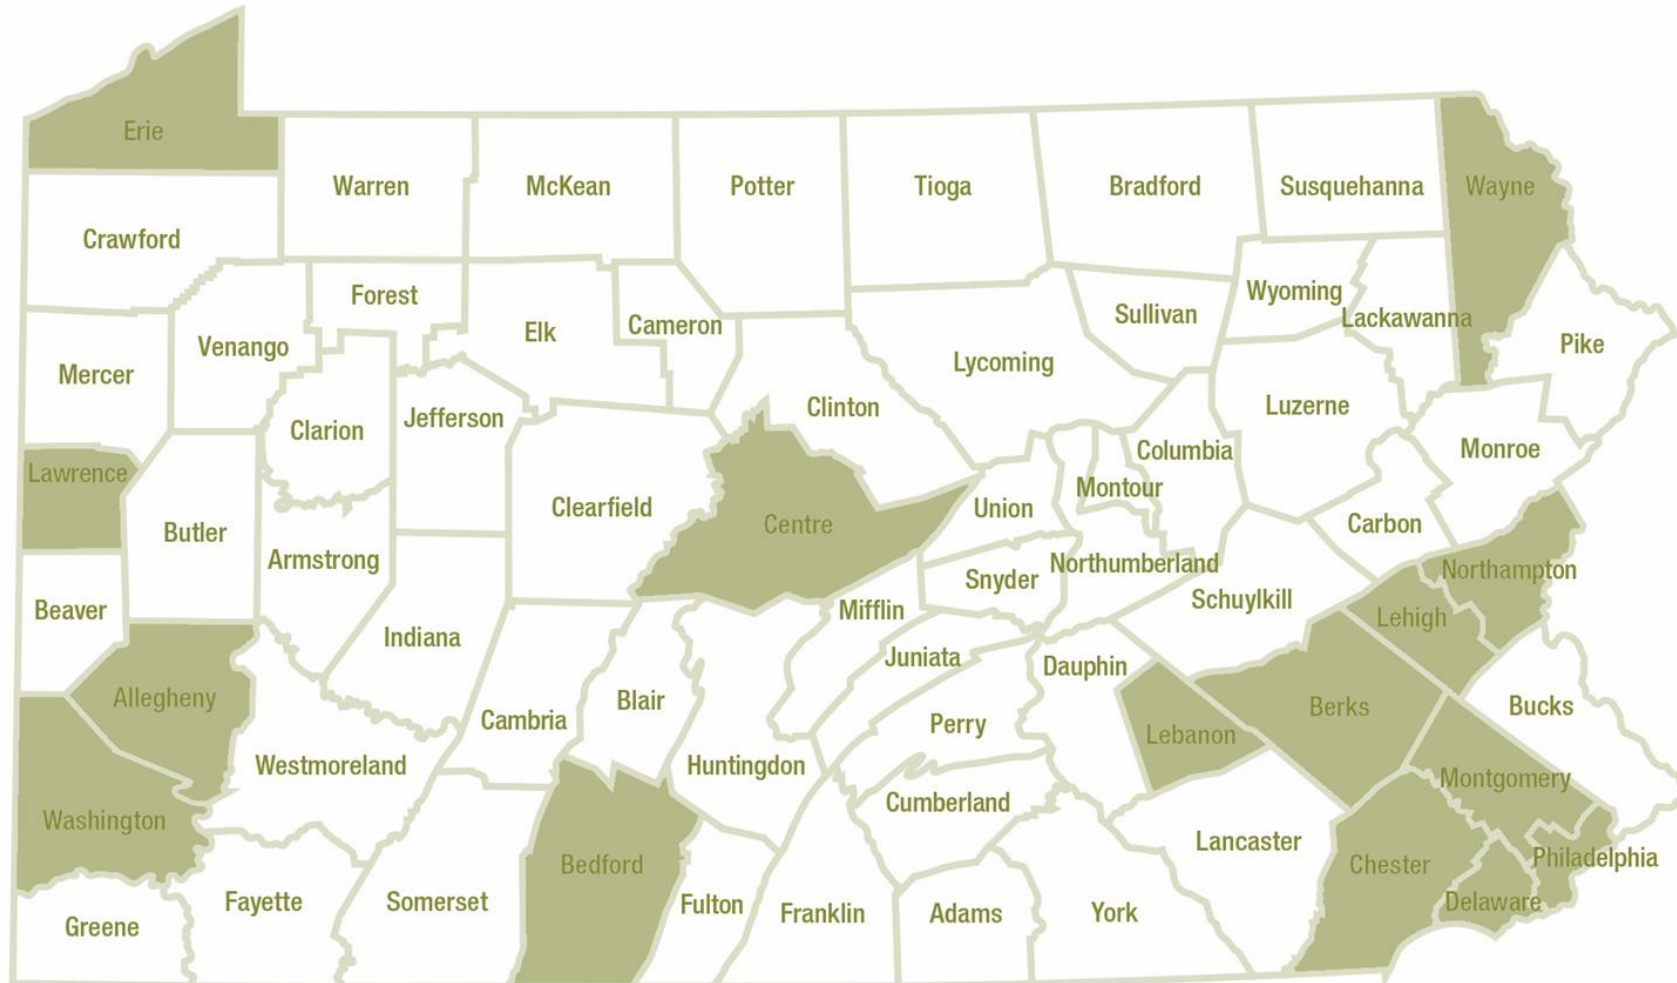 Erie
Warren
McKean
Potter
Tioga
Bradford
Susquehanna
Wayne
Crawford
Forest
Venango
Elk
Cameron
Sullivan
Wyoming
Lackawanna
Pike
Mercer
Lycoming
Clarion
Jefferson
Clinton
Luzerne
Columbia
Monroe
Lawrence
Butler
Clearfield
Centre
Union
Montour
Carbon
Armstrong
Snyder
Northumberland
Northampton
Beaver
Indiana
Mifflin
Schuylkill
Lehigh
Juniata
Dauphin
Allegheny
Blair
Cambria
Perry
Lebanon
Berks
Bucks
Westmoreland
Huntingdon
Montgomery
Washington
Cumberland
Lancaster
Bedford
Chester
Philadelphia
Greene
Fayette
Somerset
Fulton
Franklin
Adams
York
Delaware